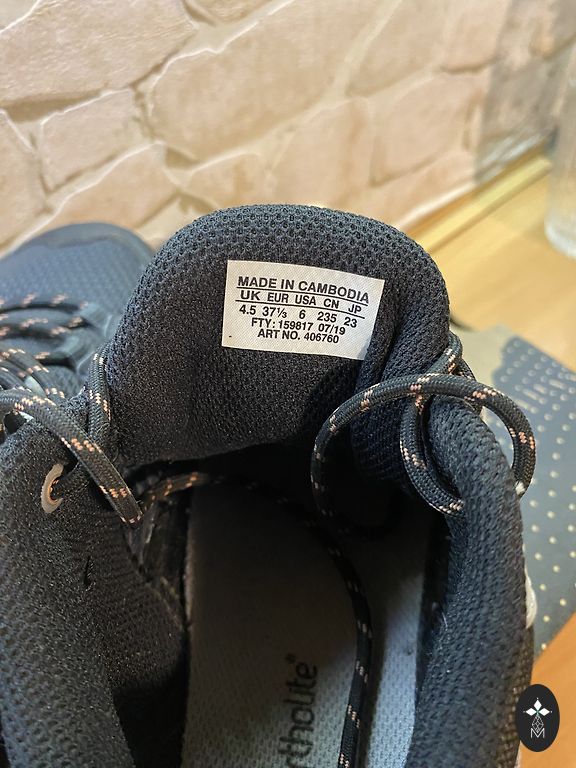 MADE IN CAMBODIA
UK EUR USA CN JP
4.5 37⅓ 6 235 23
FTY: 159817 07/19
ART NO. 406760
rtholite®
M